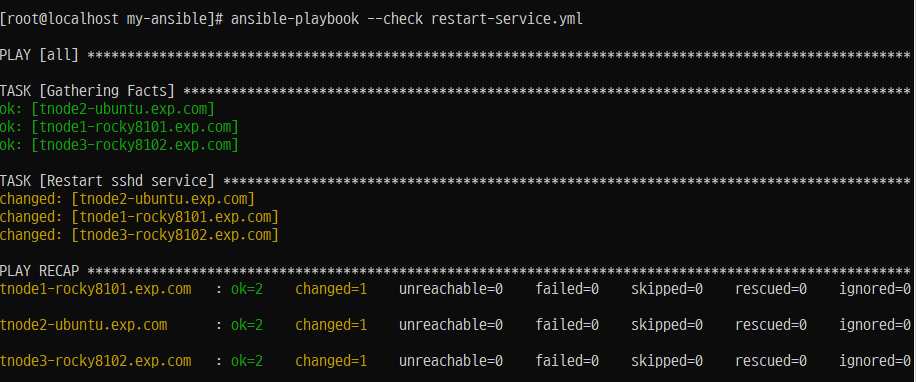 [root@localhost my-ansible]# ansible-playbook --check restart-service.yml
PLAY [all] *******************************************************************************************************
TASK [Gathering Facts] *******************************************************************************************
ok: [tnode2-ubuntu.exp.com]
ok: [tnode1-rocky8101.exp.com]
ok: [tnode3-rocky8102.exp.com]
TASK [Restart sshd service] **************************************************************************************
changed: [tnode2-ubuntu.exp.com]
changed: [tnode1-rocky8101.exp.com]
changed: [tnode3-rocky8102.exp.com]
PLAY RECAP *******************************************************************************************************
tnode1-rocky8101.exp.com   : ok=2    changed=1    unreachable=0    failed=0    skipped=0    rescued=0    ignored=0
tnode2-ubuntu.exp.com      : ok=2    changed=1    unreachable=0    failed=0    skipped=0    rescued=0    ignored=0
tnode3-rocky8102.exp.com   : ok=2    changed=1    unreachable=0    failed=0    skipped=0    rescued=0    ignored=0